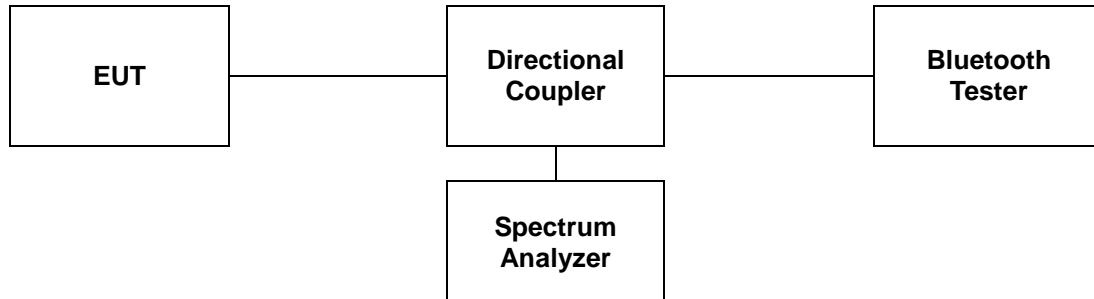 EUT
Directional
Coupler
Bluetooth
Tester
Spectrum
Analyzer